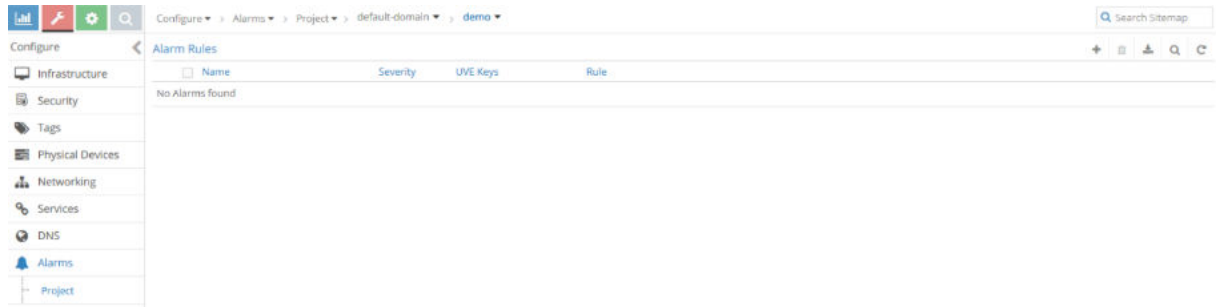 Configure > Alarms > Project > default-domain > demo
Search Sitemap
Configure
Alarm Rules
Infrastructure
Name Severity UVE Keys Rule
No Alarms found
Security
Tags
Physical Devices
Networking
Services
DNS
Alarms
Project